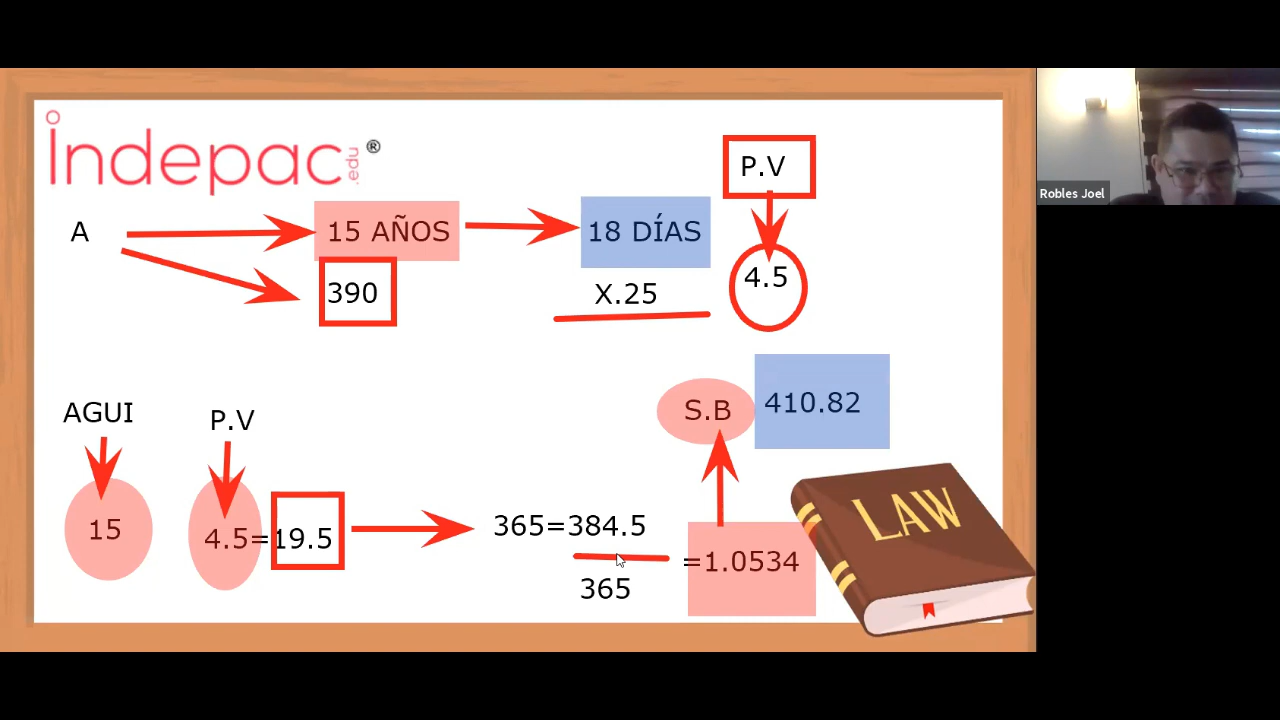 indepac.edu®
P.V
A 15 AÑOS 18 DÍAS
4.5
390 X.25
S.B 410.82
AGUI P.V
15 4.5=19.5 365=384.5
=1.0534
365
LAW
Robles Joel